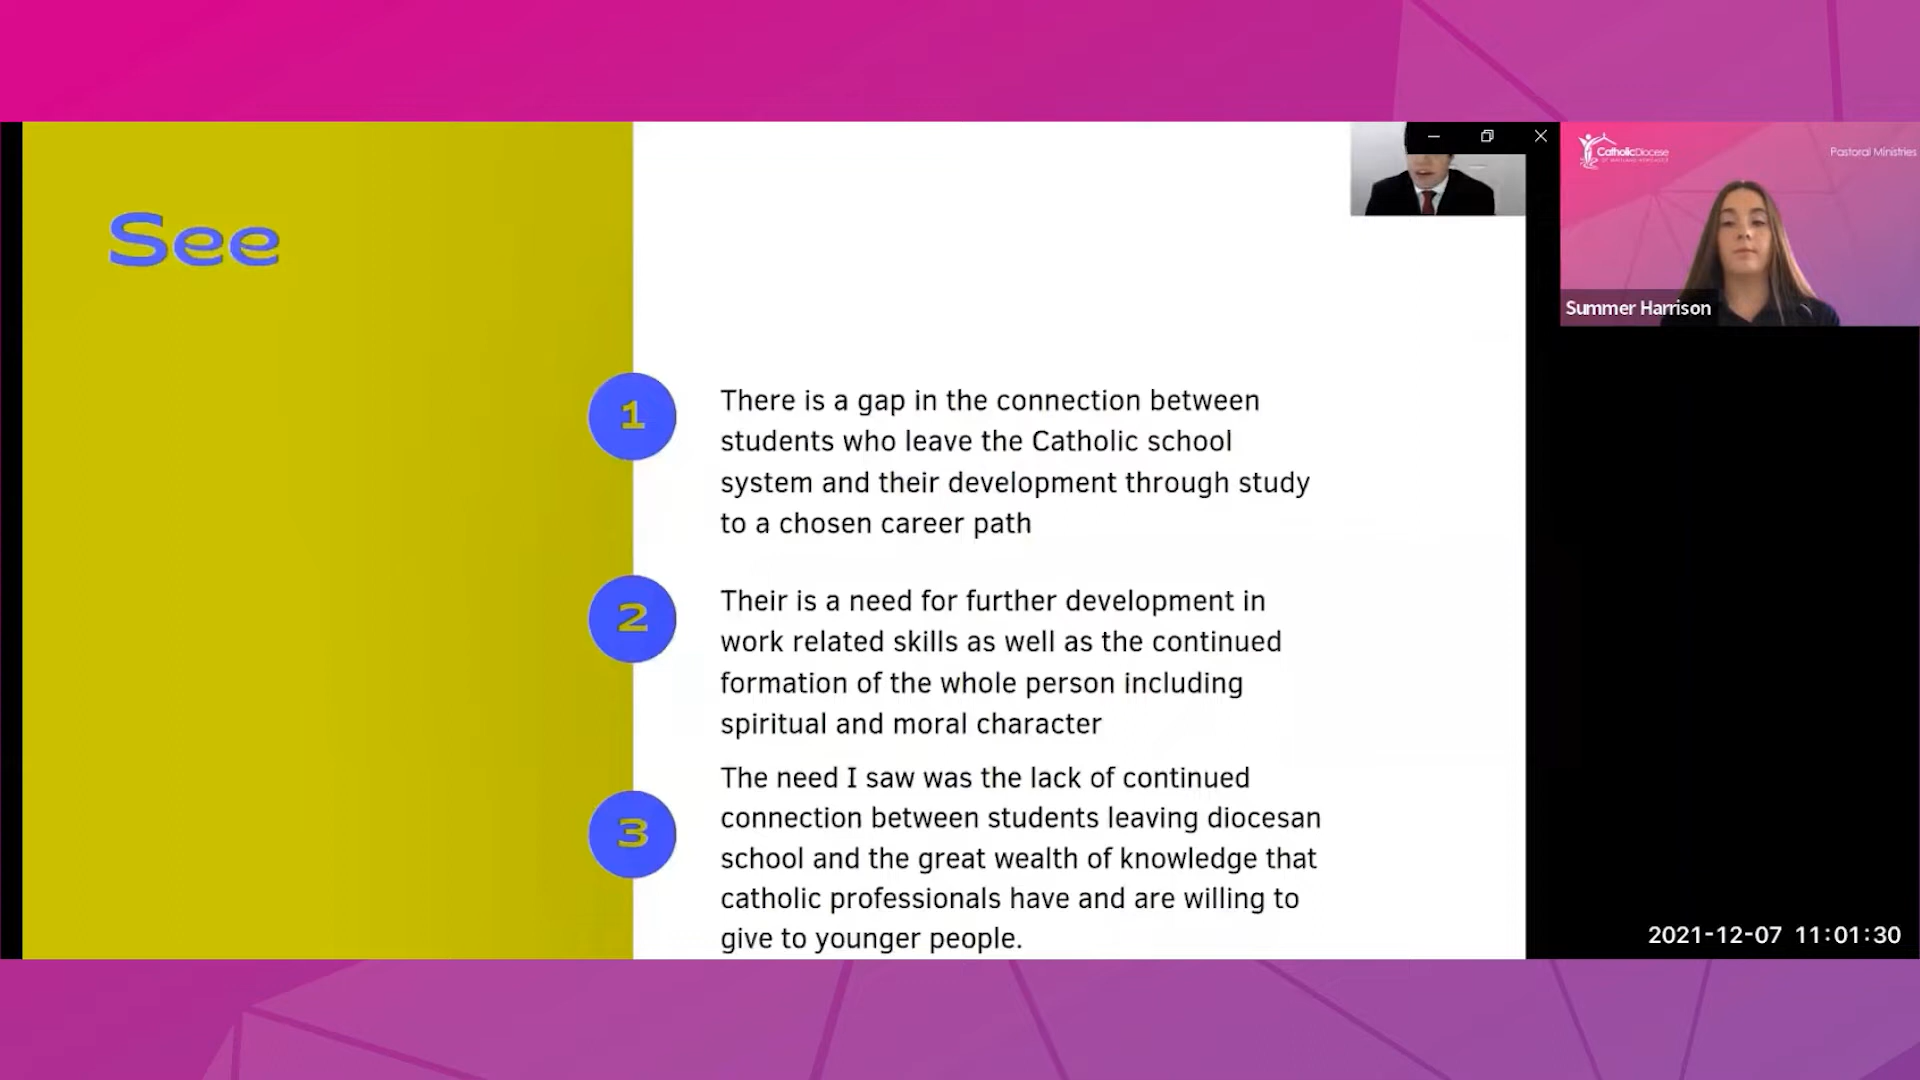 See
1
There is a gap in the connection between
students who leave the Catholic school
system and their development through study
to a chosen career path
2
Their is a need for further development in
work related skills as well as the continued
formation of the whole person including
spiritual and moral character
3
The need I saw was the lack of continued
connection between students leaving diocesan
school and the great wealth of knowledge that
catholic professionals have and are willing to
give to younger people.
CatholicDiocese
Pastoral Ministries
Summer Harrison
2021-12-07 11:01:30